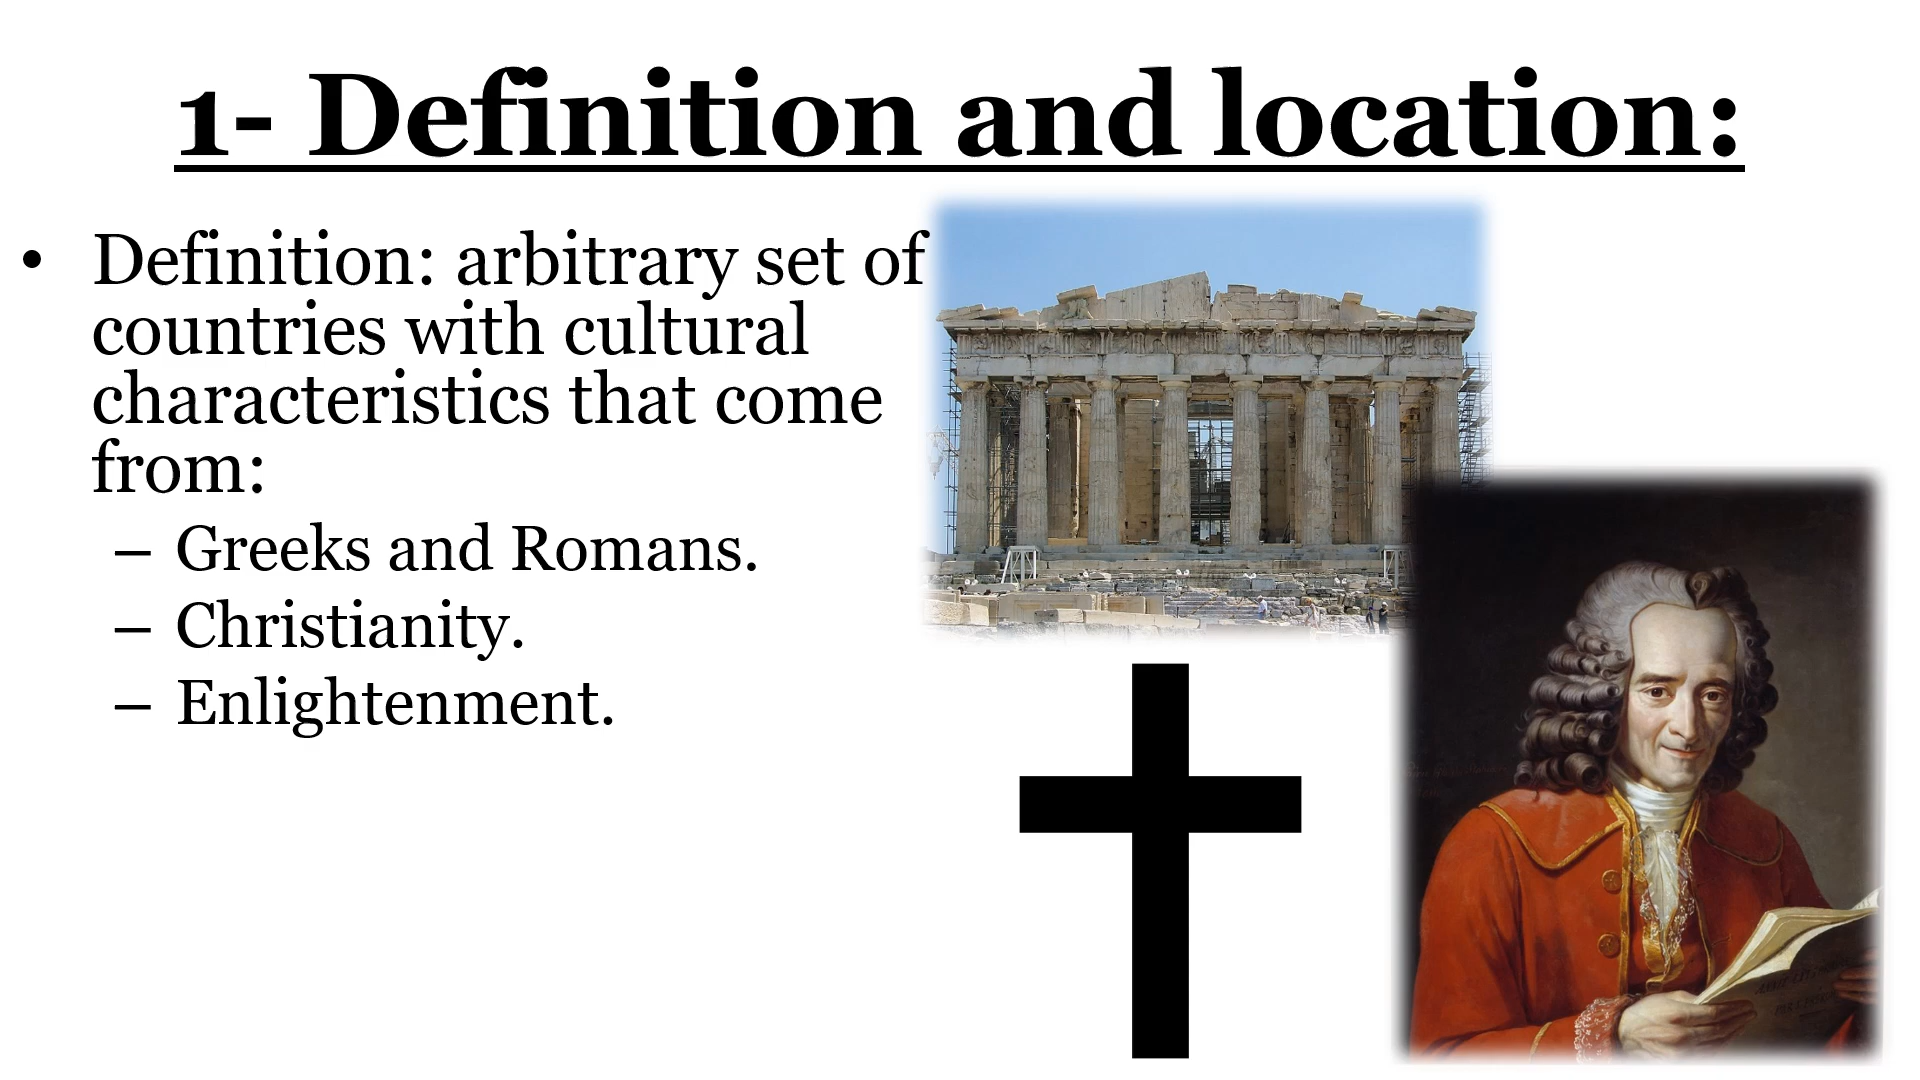 1- Definition and location:
• Definition: arbitrary set of
countries with cultural
characteristics that come
from:
– Greeks and Romans.
– Christianity.
– Enlightenment.